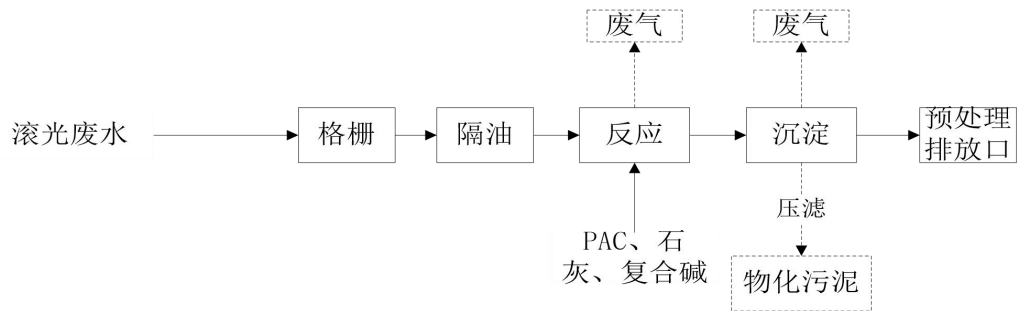 废气
废气
滚光废水
格栅
隔油
反应
沉淀
预处理
排放口
压滤
PAC、石
灰、复合碱
物化污泥